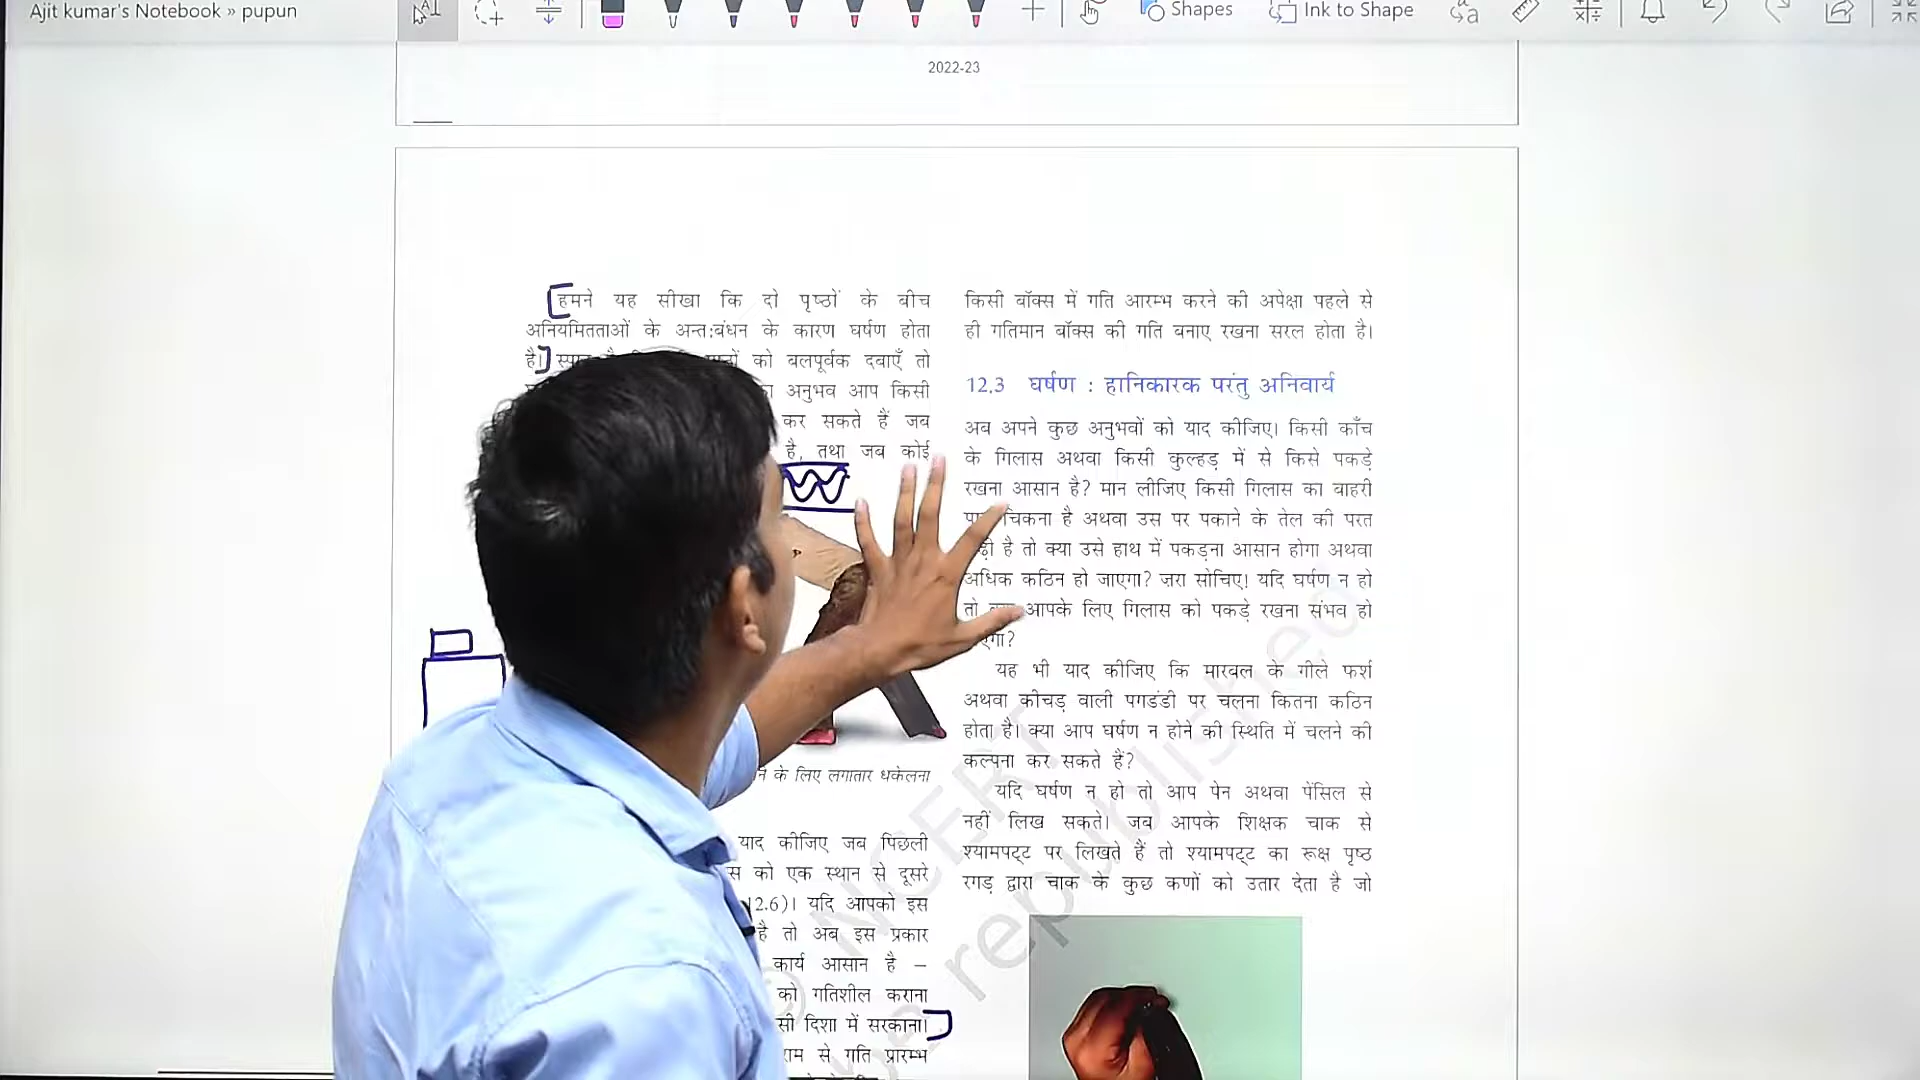 Ajit kumar's Notebook » pupun
Shapes
Ink to Shape
2022-23
हमने यह सीखा कि दो पृष्ठों के बीच
अनियमितताओं के अन्त:बंधन के कारण घर्षण होता
है। को बलपूर्वक दबाएँ तो
अनुभव आप किसी
कर सकते हैं जब
है, तथा जब कोई
के लिए लगातार धकेलना
याद कीजिए जब पिछली
को एक स्थान से दूसरे
12.6)। यदि आपको इस
है तो अब इस प्रकार
कार्य आसान है –
को गतिशील कराना
दिशा में सरकाना।
से गति प्रारम्भ
किसी बॉक्स में गति आरम्भ करने की अपेक्षा पहले से
ही गतिमान बॉक्स की गति बनाए रखना सरल होता है।
12.3 घर्षण : हानिकारक परंतु अनिवार्य
अब अपने कुछ अनुभवों को याद कीजिए। किसी काँच
के गिलास अथवा किसी कुल्हड़ में से किसे पकड़े
रखना आसान है? मान लीजिए किसी गिलास का बाहरी
चिकना है अथवा उस पर पकाने के तेल की परत
है तो क्या उसे हाथ में पकड़ना आसान होगा अथवा
अधिक कठिन हो जाएगा? ज़रा सोचिए! यदि घर्षण न हो
तो आपके लिए गिलास को पकड़े रखना संभव हो
यह भी याद कीजिए कि मारबल के गीले फर्श
अथवा कीचड़ वाली पगडंडी पर चलना कितना कठिन
होता है। क्या आप घर्षण न होने की स्थिति में चलने की
कल्पना कर सकते हैं?
यदि घर्षण न हो तो आप पेन अथवा पेंसिल से
नहीं लिख सकते। जब आपके शिक्षक चाक से
श्यामपट्ट पर लिखते हैं तो श्यामपट्ट का रूक्ष पृष्ठ
रगड़ द्वारा चाक के कुछ कणों को उतार देता है जो
© NCERT
be republished